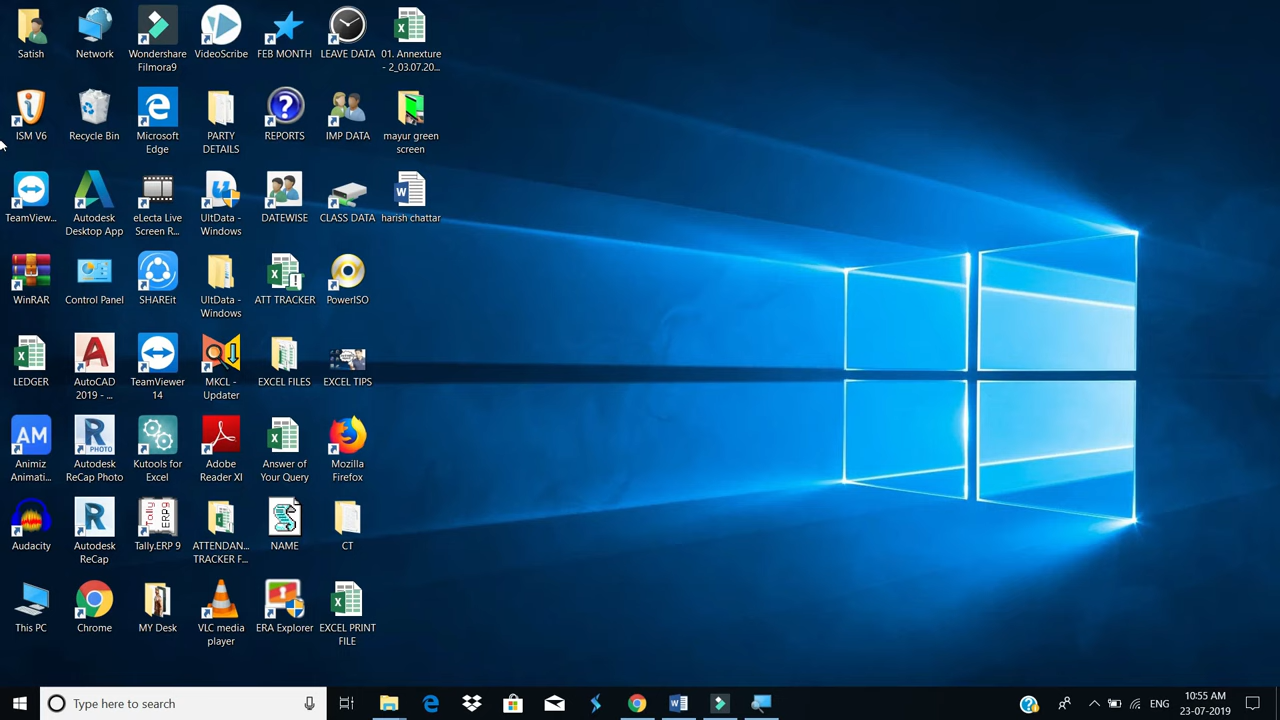 Satish
Network
Wondershare
Filmora9
VideoScribe
FEB MONTH
LEAVE DATA
01. Annexture
- 2_03.07.20...
ISM V6
Recycle Bin
Microsoft
Edge
PARTY
DETAILS
REPORTS
IMP DATA
mayur green
screen
TeamView...
Autodesk
Desktop App
eLecta Live
Screen R...
UltData -
Windows
DATEWISE
CLASS DATA
harish chattar
WinRAR
Control Panel
SHAREit
UltData -
Windows
ATT TRACKER
PowerISO
LEDGER
AutoCAD
2019 - ...
TeamViewer
14
MKCL -
Updater
EXCEL FILES
EXCEL TIPS
AM
Animiz
Animati...
PHOTO
Autodesk
ReCap Photo
Kutools for
Excel
Adobe
Reader XI
Answer of
Your Query
Mozilla
Firefox
Audacity
Autodesk
ReCap
Tally.ERP 9
ATTENDAN...
TRACKER F...
NAME
CT
This PC
Chrome
MY Desk
VLC media
player
ERA Explorer
EXCEL PRINT
FILE
Type here to search
ENG
10:55 AM
23-07-2019